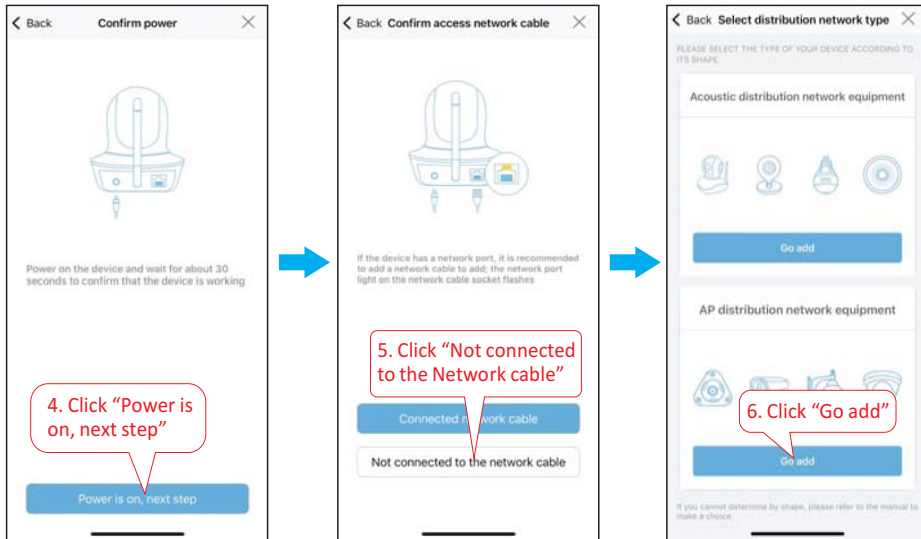 Back Confirm power
Power on the device and wait for about 30
seconds to confirm that the device is working
4. Click “Power is
on, next step”
Power is on, next step
Back Confirm access network cable
If the device has a network port, it is recommended
to add a network cable to add; the network port
light on the network cable socket flashes
5. Click “Not connected
to the Network cable”
Connected network cable
Not connected to the network cable
Back Select distribution network type
PLEASE SELECT THE TYPE OF YOUR DEVICE ACCORDING TO
ITS SHAPE
Acoustic distribution network equipment
Go add
AP distribution network equipment
6. Click “Go add”
Go add
If you cannot determine by shape, please refer to the manual to
make a choice